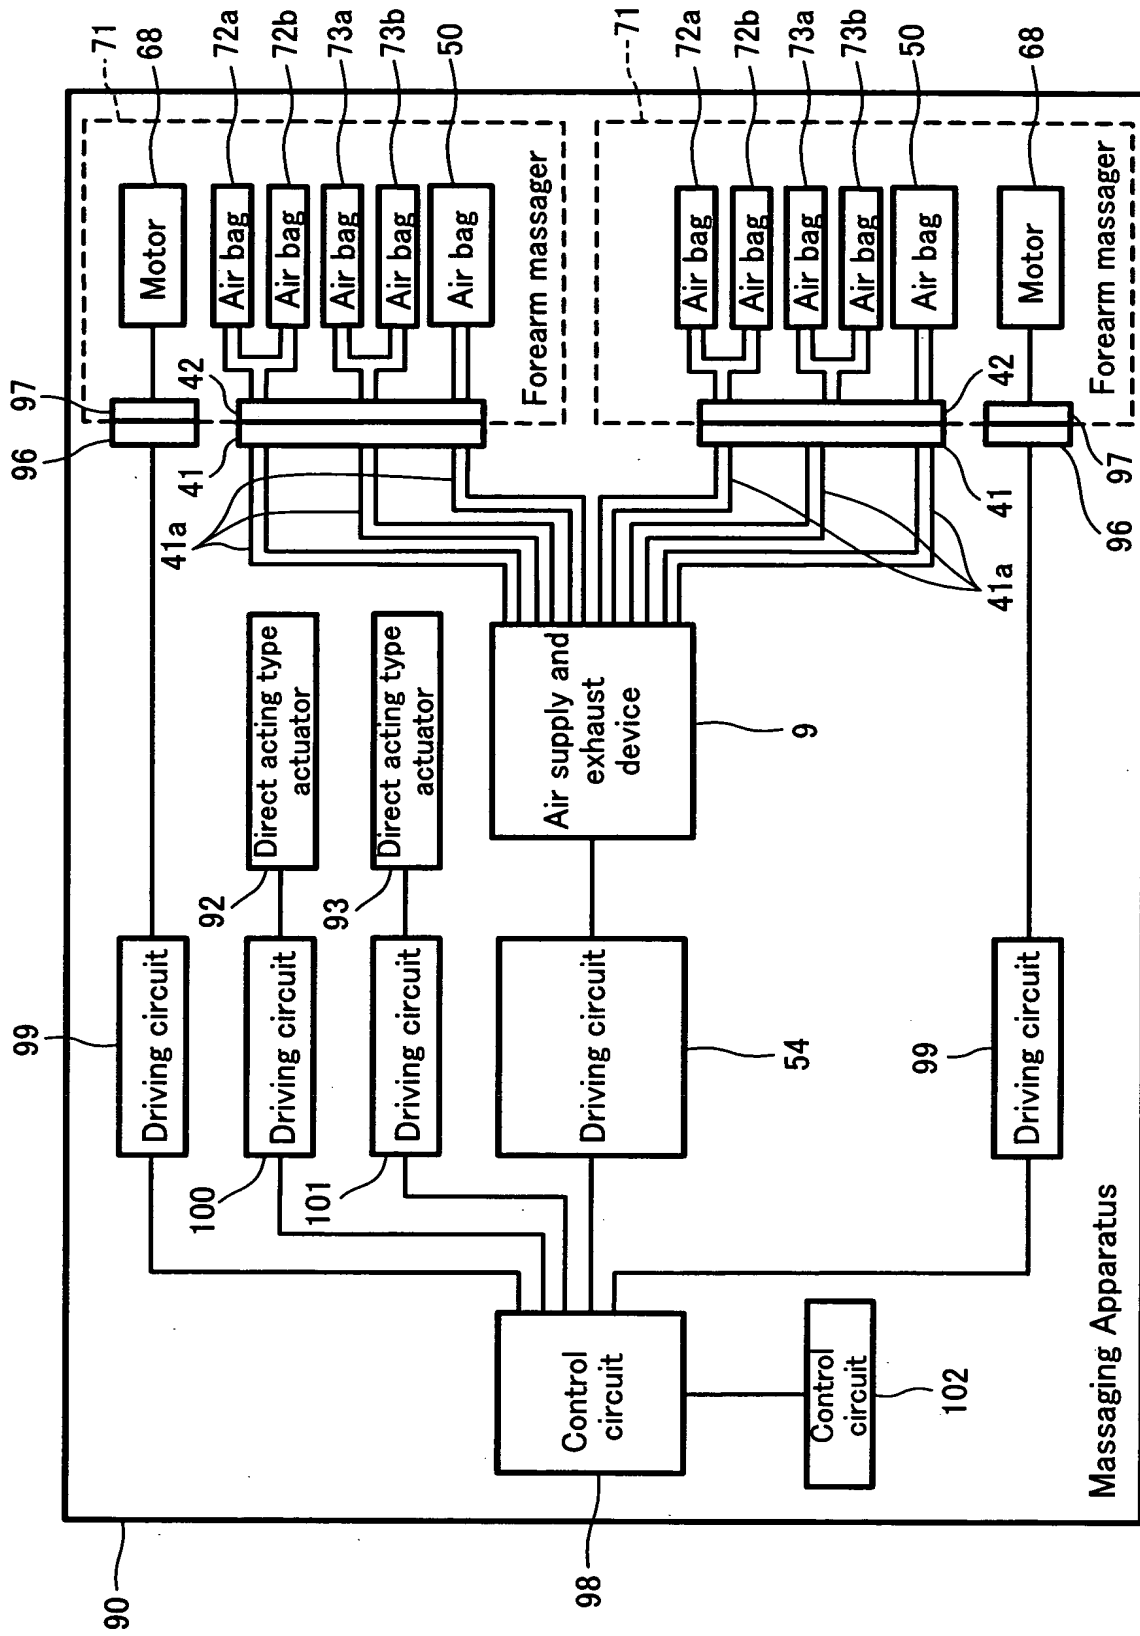 90
Massaging Apparatus
98
Control
circuit
Control
circuit
102
99
Driving circuit
100
Driving circuit
101
Driving circuit
54
Driving circuit
99
Driving circuit
92
Direct acting type
actuator
93
Direct acting type
actuator
Air supply and
exhaust
device
9
41a
41a
96
97
41
42
Motor
68
71
Air bag
72a
Air bag
72b
Air bag
73a
Air bag
73b
Air bag
50
Forearm massager
71
Air bag
72a
Air bag
72b
Air bag
73a
Air bag
73b
Air bag
50
Motor
68
Forearm massager
42
41
97
96